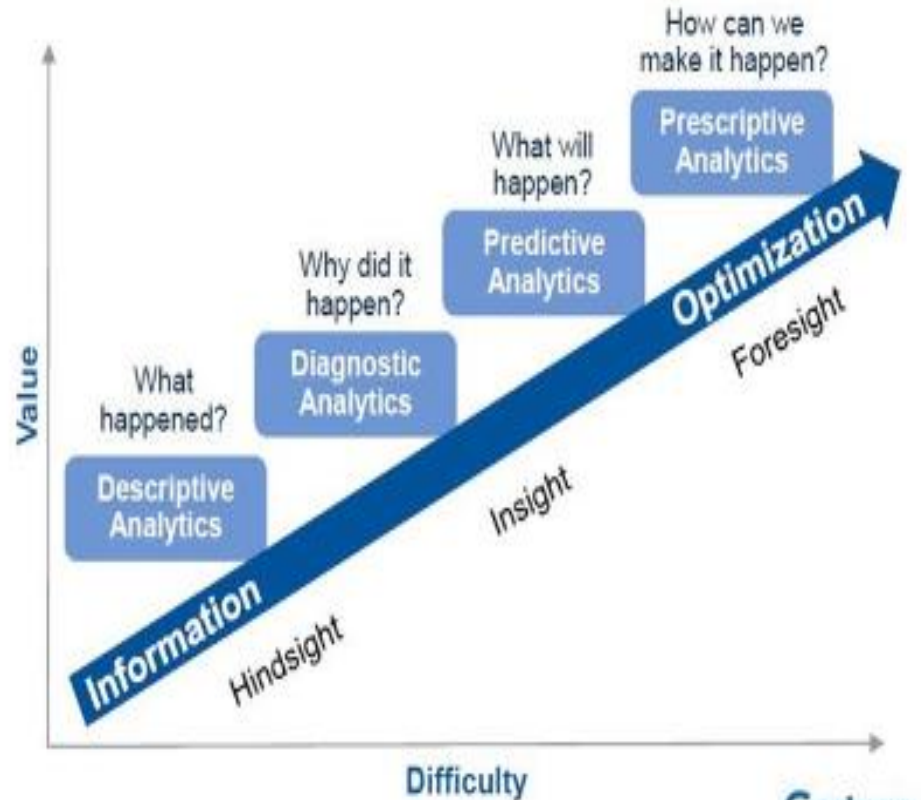 How can we
make it happen?
Prescriptive
Analytics
What will
happen?
Predictive
Analytics
Why did it
happen?
Diagnostic
Analytics
What
happened?
Descriptive
Analytics
Value
Information
Optimization
Hindsight
Insight
Foresight
Difficulty